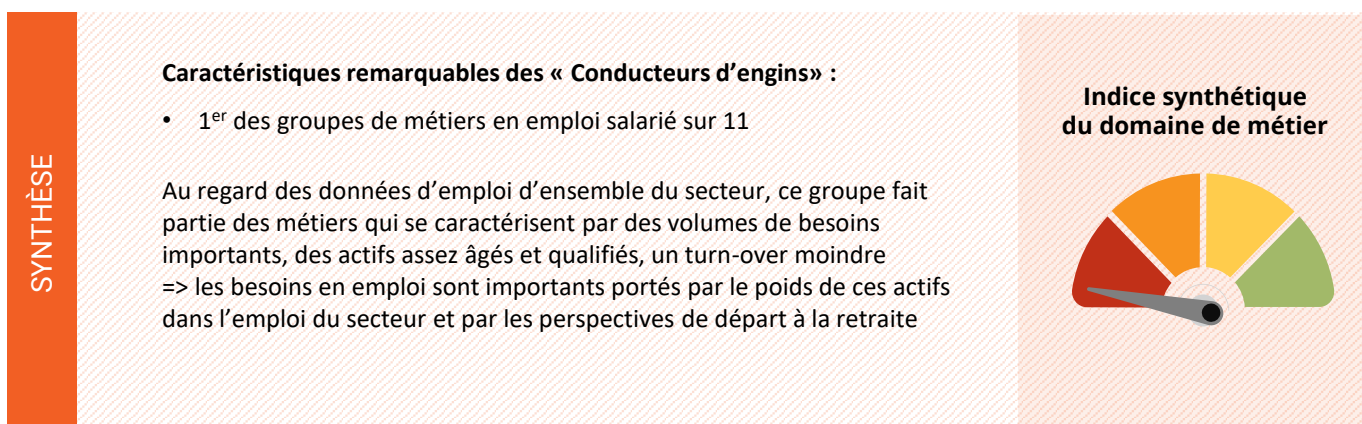 SYNTHÈSE
Caractéristiques remarquables des « Conducteurs d’engins» :
• 1er des groupes de métiers en emploi salarié sur 11
Au regard des données d’emploi d’ensemble du secteur, ce groupe fait
partie des métiers qui se caractérisent par des volumes de besoins
importants, des actifs assez âgés et qualifiés, un turn-over moindre
=> les besoins en emploi sont importants portés par le poids de ces actifs
dans l’emploi du secteur et par les perspectives de départ à la retraite
Indice synthétique
du domaine de métier